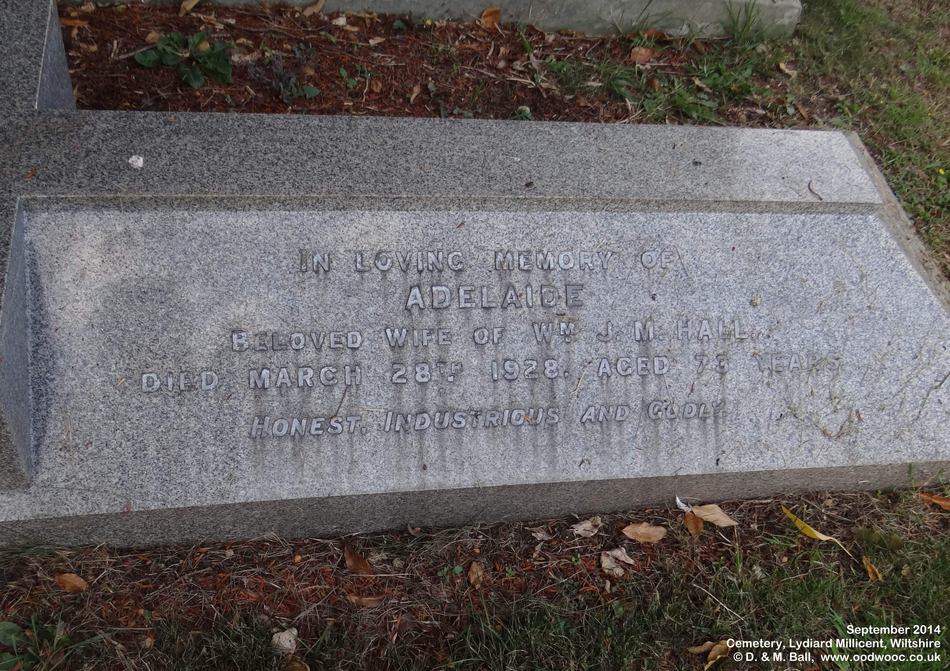 IN LOVING MEMORY OF
ADELAIDE
BELOVED WIFE OF WM. J. M. HALL.
DIED MARCH 28TH. 1928. AGED YEARS
HONEST, INDUSTRIOUS AND GODLY.
September 2014
Cemetery, Lydiard Millicent, Wiltshire
© D. & M. Ball, www.oodwooc.co.uk